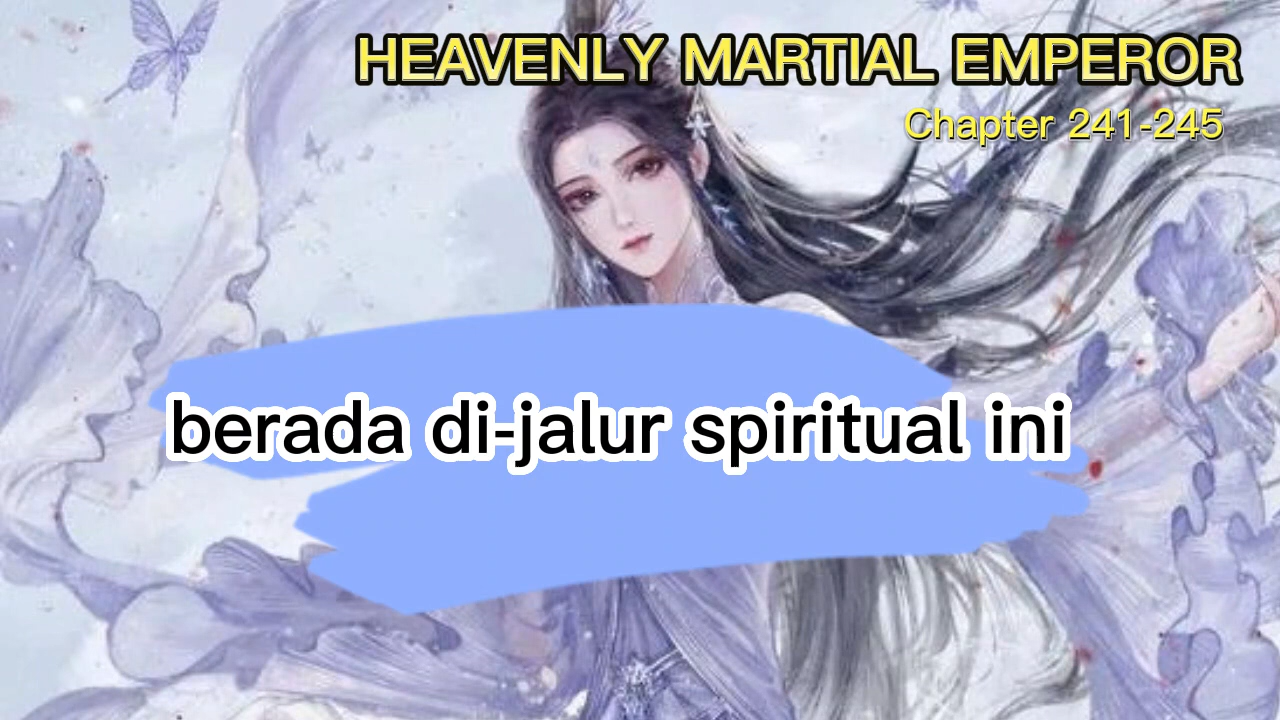 HEAVENLY MARTIAL EMPEROR
Chapter 241-245
berada di-jalur spiritual ini